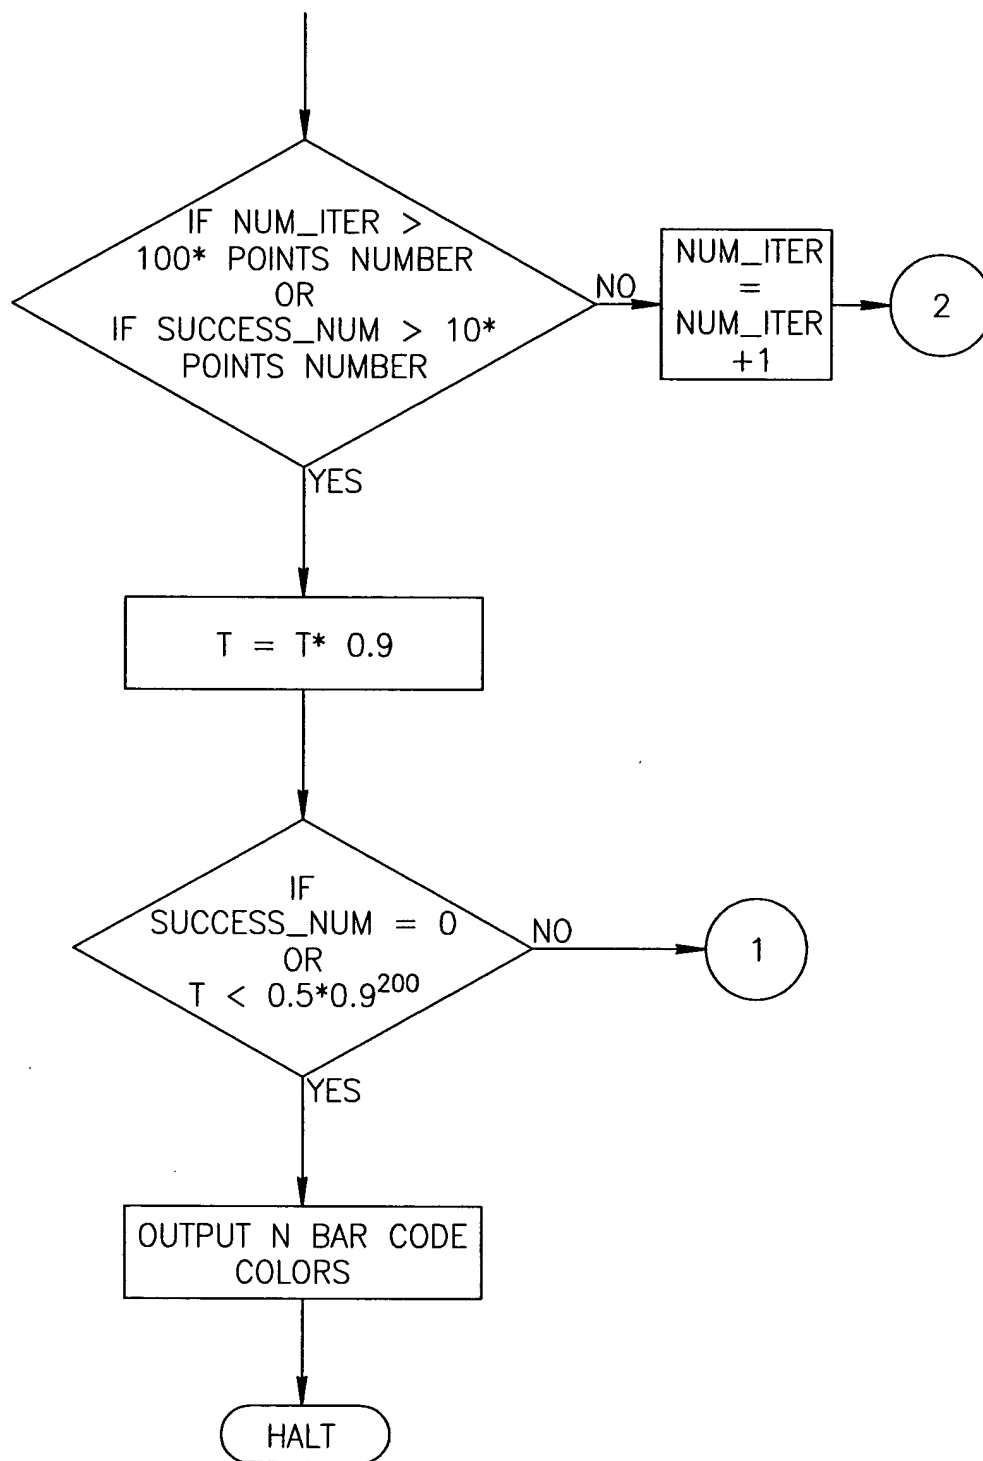 IF NUM_ITER >
100* POINTS NUMBER
OR
IF SUCCESS_NUM > 10*
POINTS NUMBER
NO
NUM_ITER
=
NUM_ITER
+1
2
YES
T = T* 0.9
IF
SUCCESS_NUM = 0
OR
T < 0.5*0.9²⁰⁰
NO
1
YES
OUTPUT N BAR CODE
COLORS
HALT